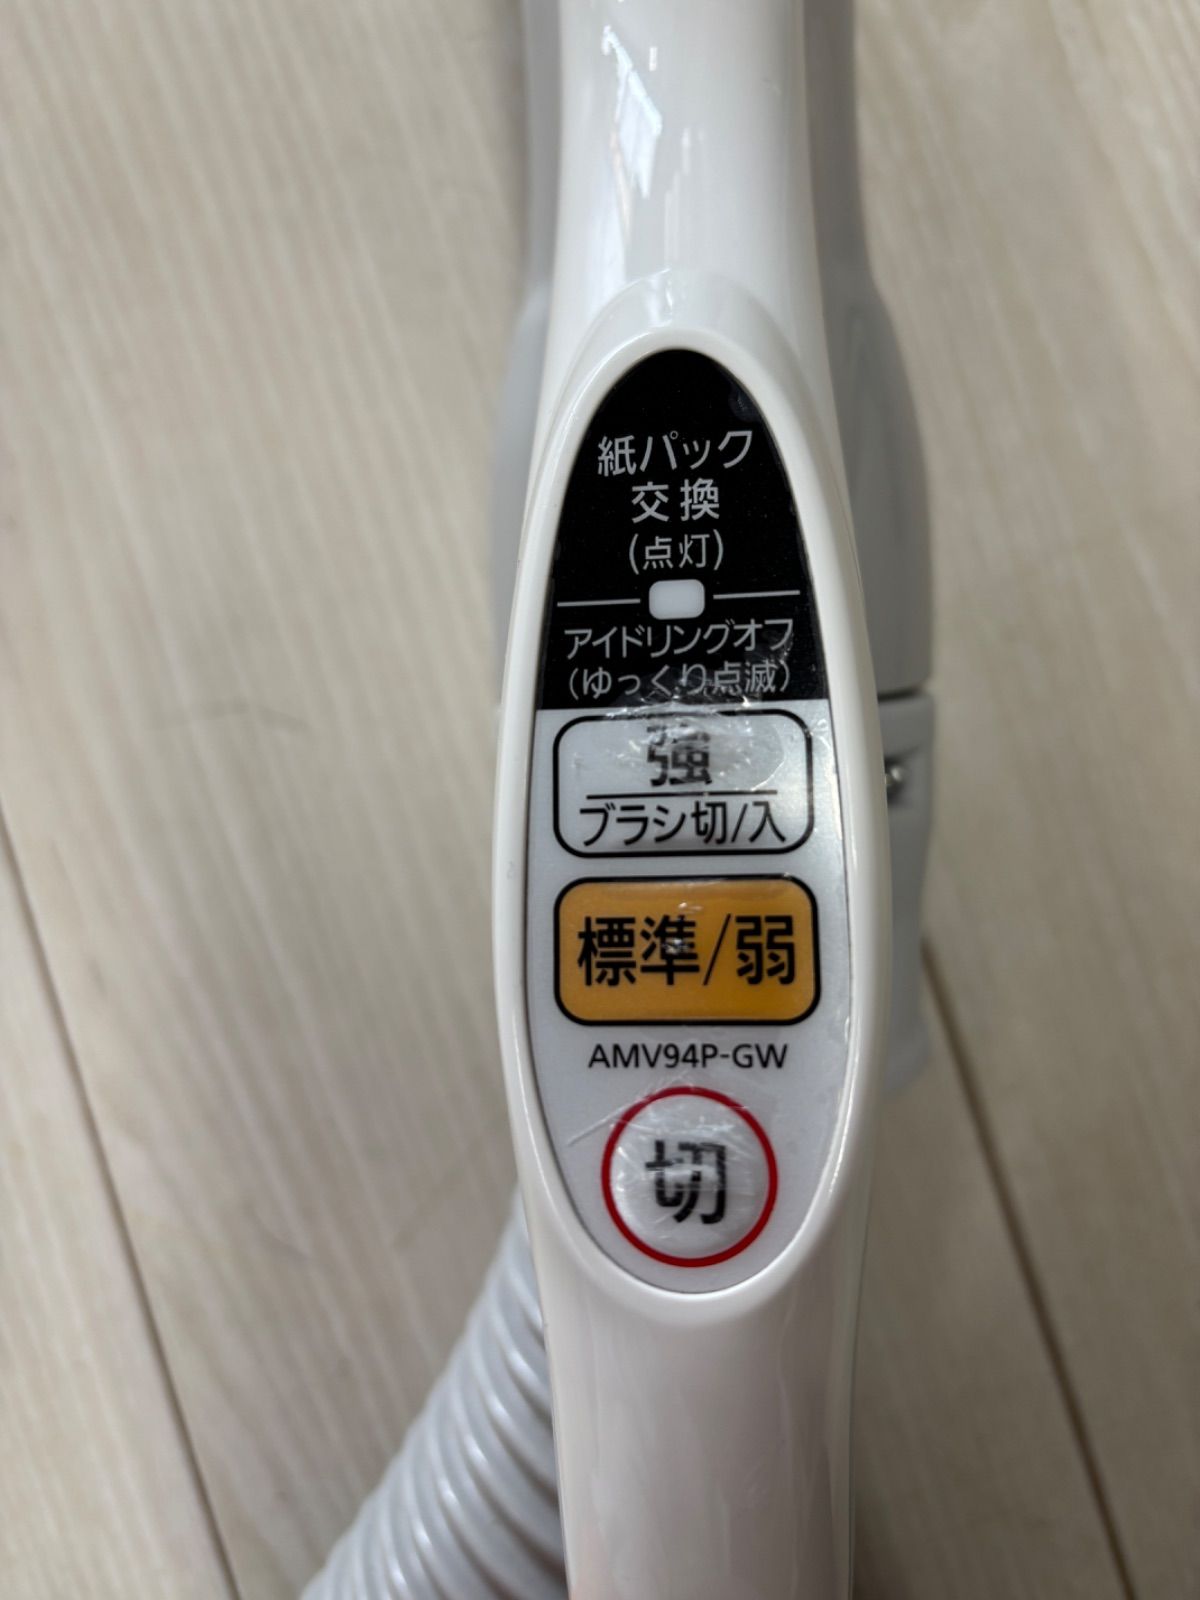 紙パック
交換
(点灯)
アイドリングオフ
(ゆっくり点滅)
強
ブラシ切/入
標準/弱
AMV94P-GW
切